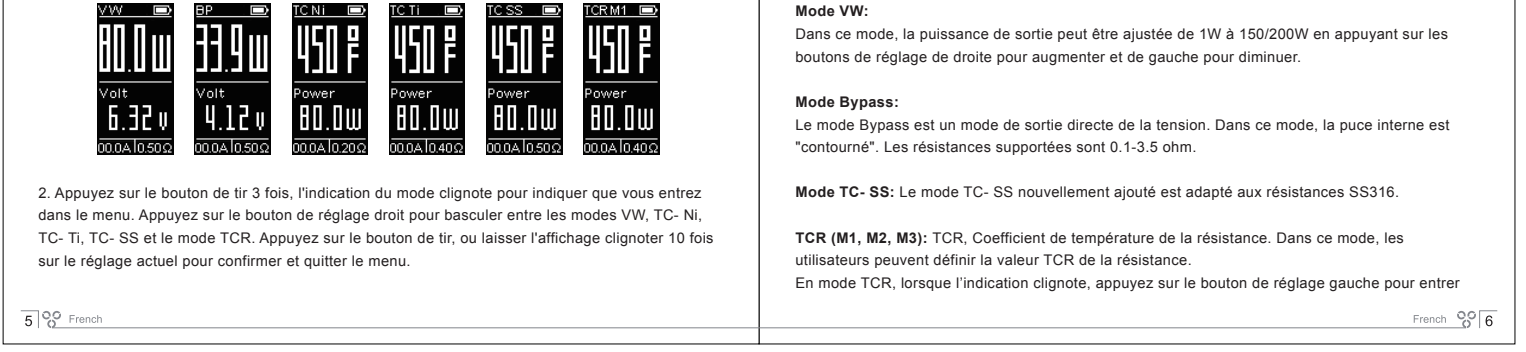 VW BP TC Ni TC Ti TC SS TCR M1
80.0 W 33.9 W 450 °F 450 °F 450 °F 450 °F
Volt Volt Power Power Power Power
6.32 v 4.12 v 80.0 W 80.0 W 80.0 W 80.0 W
00.0A 0.50Ω 00.0A 0.50Ω 00.0A 0.20Ω 00.0A 0.40Ω 00.0A 0.50Ω 00.0A 0.40Ω
2. Appuyez sur le bouton de tir 3 fois, l'indication du mode clignote pour indiquer que vous entrez
dans le menu. Appuyez sur le bouton de réglage droit pour basculer entre les modes VW, TC- Ni,
TC- Ti, TC- SS et le mode TCR. Appuyez sur le bouton de tir, ou laisser l'affichage clignoter 10 fois
sur le réglage actuel pour confirmer et quitter le menu.
5 French
Mode VW:
Dans ce mode, la puissance de sortie peut être ajustée de 1W à 150/200W en appuyant sur les
boutons de réglage de droite pour augmenter et de gauche pour diminuer.
Mode Bypass:
Le mode Bypass est un mode de sortie directe de la tension. Dans ce mode, la puce interne est
"contourné". Les résistances supportées sont 0.1-3.5 ohm.
Mode TC- SS: Le mode TC- SS nouvellement ajouté est adapté aux résistances SS316.
TCR (M1, M2, M3): TCR, Coefficient de température de la résistance. Dans ce mode, les
utilisateurs peuvent définir la valeur TCR de la résistance.
En mode TCR, lorsque l’indication clignote, appuyez sur le bouton de réglage gauche pour entrer
French 6